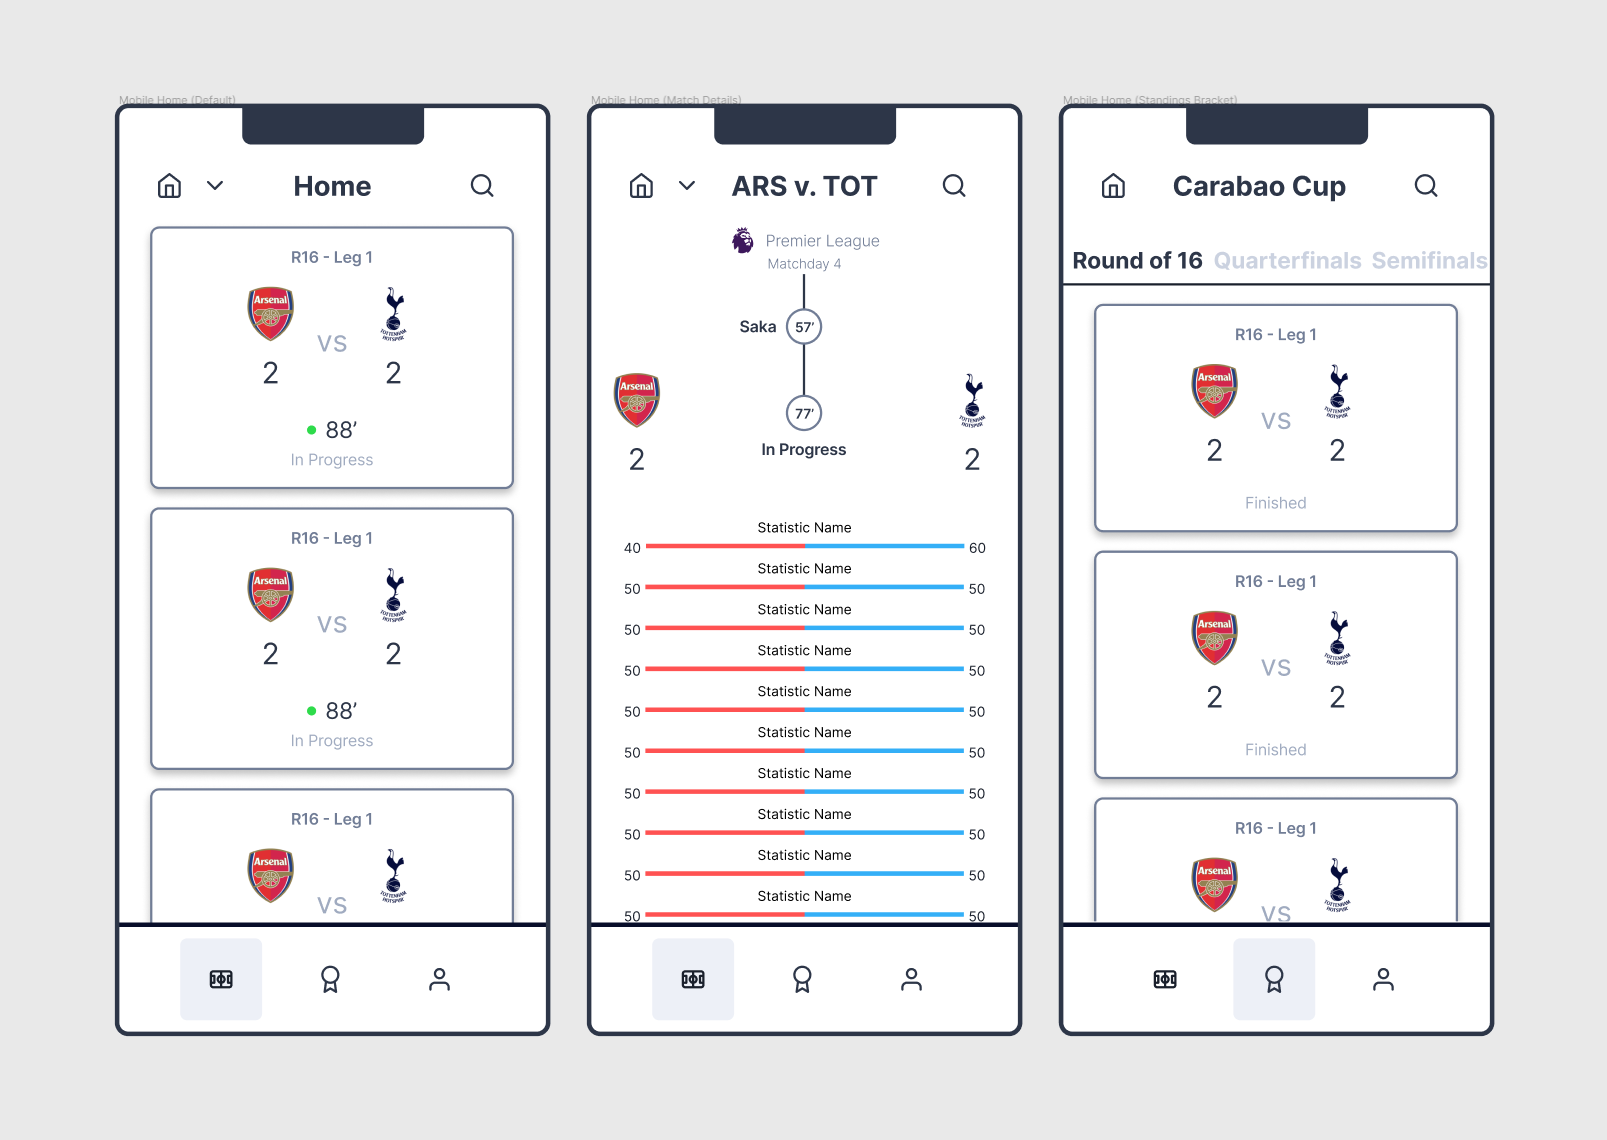 Mobile Home (Default)
Home
R16 - Leg 1
Arsenal
TOTTENHAM
HOTSPUR
VS
2
2
88’
In Progress
R16 - Leg 1
Arsenal
TOTTENHAM
HOTSPUR
VS
2
2
88’
In Progress
R16 - Leg 1
Arsenal
TOTTENHAM
HOTSPUR
VS
Mobile Home (Match Details)
ARS v. TOT
Premier League
Matchday 4
Saka 57’
Arsenal
TOTTENHAM
HOTSPUR
77’
In Progress
2
2
Statistic Name
40 60
Statistic Name
50 50
Statistic Name
50 50
Statistic Name
50 50
Statistic Name
50 50
Statistic Name
50 50
Statistic Name
50 50
Statistic Name
50 50
Statistic Name
50 50
Statistic Name
50 50
Mobile Home (Standings Bracket)
Carabao Cup
Round of 16 Quarterfinals Semifinals
R16 - Leg 1
Arsenal
TOTTENHAM
HOTSPUR
VS
2
2
Finished
R16 - Leg 1
Arsenal
TOTTENHAM
HOTSPUR
VS
2
2
Finished
R16 - Leg 1
Arsenal
TOTTENHAM
HOTSPUR
VS